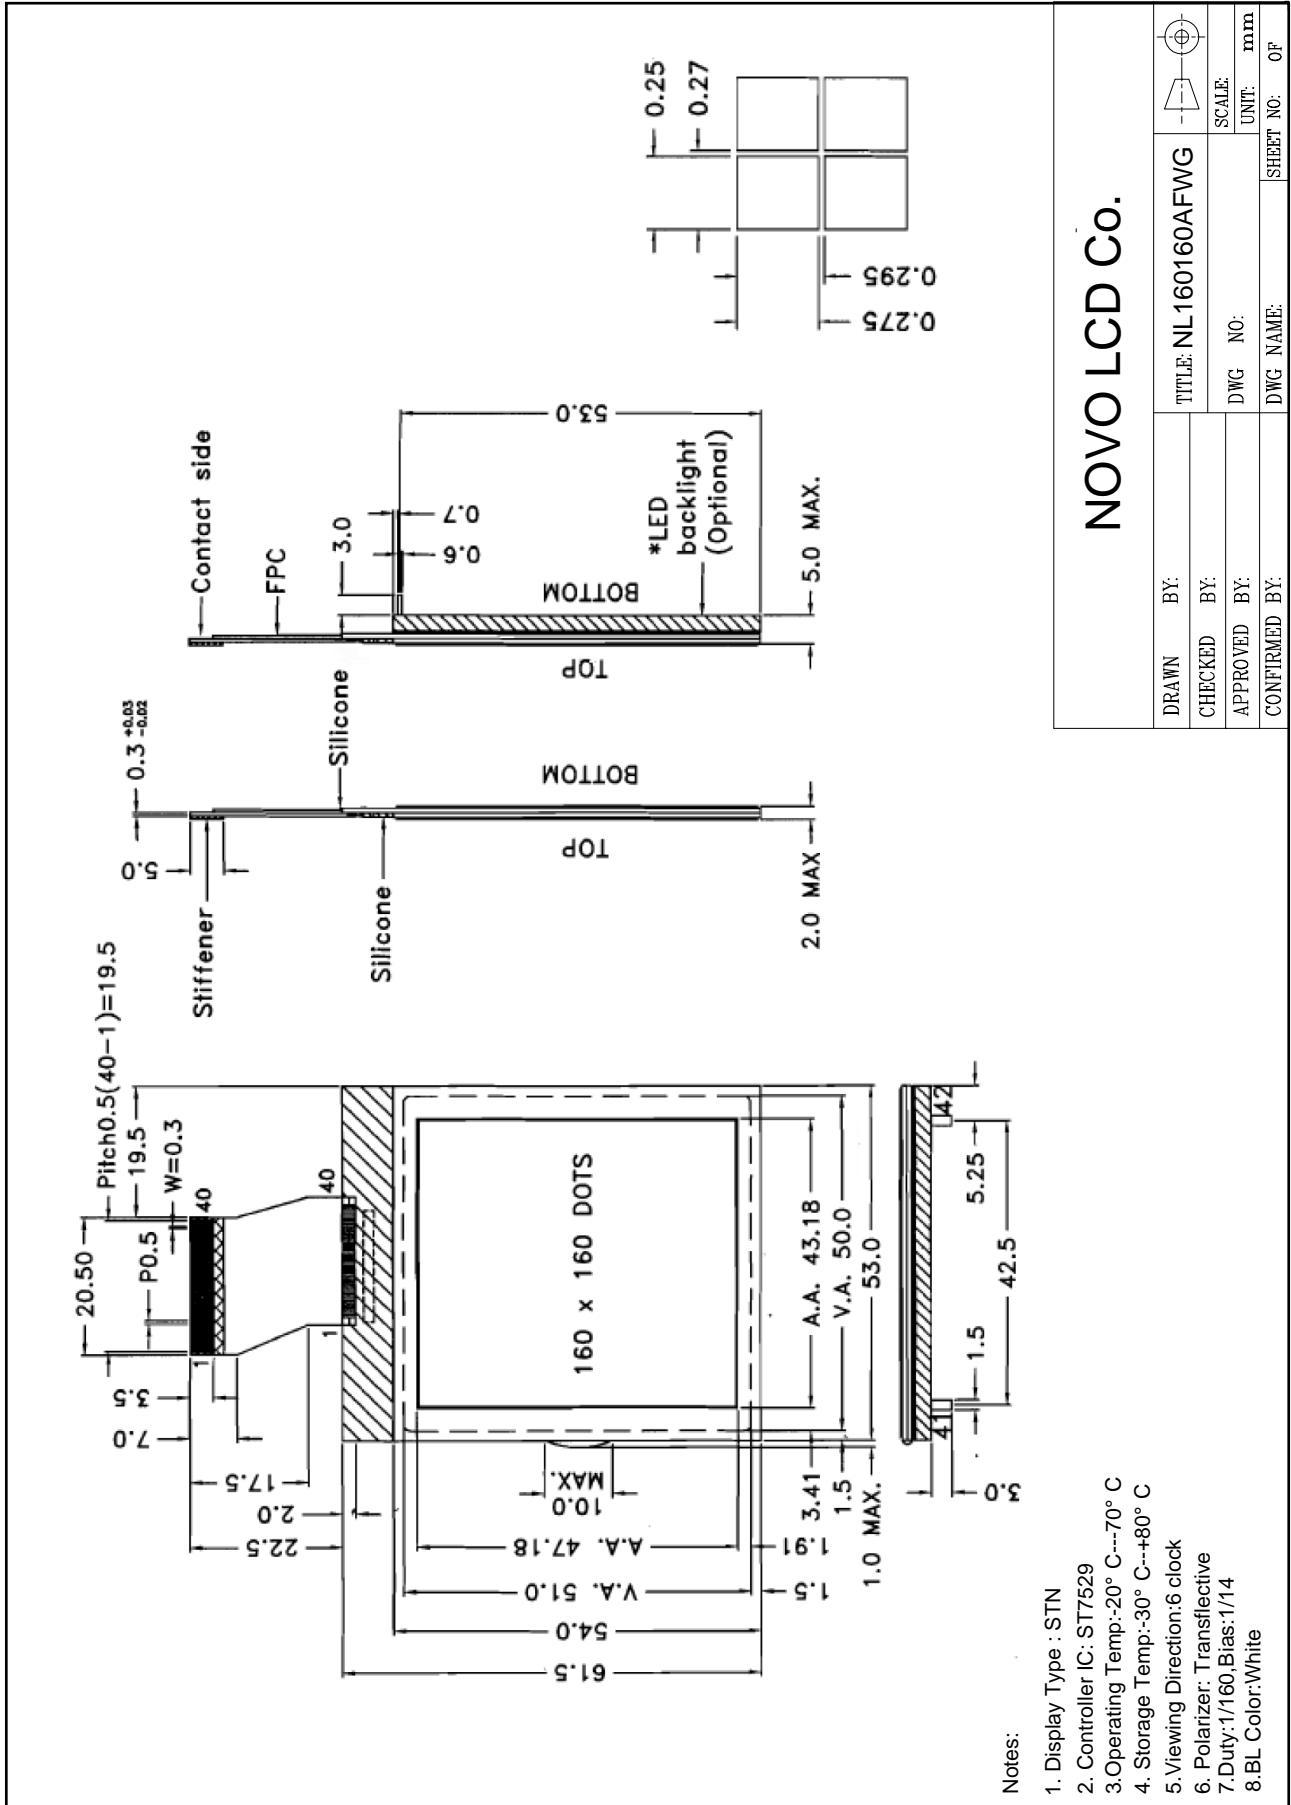 20.50
Pitch0.5(40-1)=19.5
19.5
P0.5
W=0.3
1
40
3.5
7.0
17.5
2.0
22.5
1
40
160 x 160 DOTS
10.0
MAX.
A.A. 47.18
V.A. 51.0
54.0
61.5
1.91
1.5
3.41
1.5
1.0 MAX.
A.A. 43.18
V.A. 50.0
53.0
41
42
3.0
1.5
5.25
42.5
5.0
0.3 +0.03
-0.02
Stiffener
Silicone
Silicone
TOP
BOTTOM
2.0 MAX
Contact side
FPC
3.0
0.6
0.7
TOP
BOTTOM
53.0
*LED
backlight
(Optional)
5.0 MAX.
0.25
0.27
0.275
0.295
Notes:
1. Display Type : STN
2. Controller IC: ST7529
3.Operating Temp:-20° C---70° C
4. Storage Temp:-30° C---+80° C
5.Viewing Direction:6 clock
6. Polarizer: Transflective
7.Duty:1/160,Bias:1/14
8.BL Color:White
NOVO LCD Co.
DRAWN BY:
TITLE: NL160160AFWG
CHECKED BY:
SCALE:
APPROVED BY:
DWG NO:
UNIT: mm
CONFIRMED BY:
DWG NAME:
SHEET NO: OF